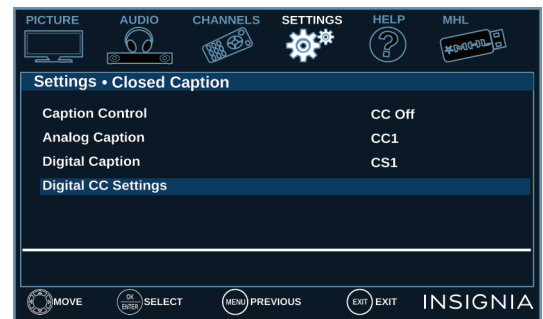 PICTURE AUDIO CHANNELS SETTINGS HELP MHL
MHL
Settings • Closed Caption
Caption Control CC Off
Analog Caption CC1
Digital Caption CS1
Digital CC Settings
MOVE OK ENTER SELECT MENU PREVIOUS EXIT EXIT INSIGNIA